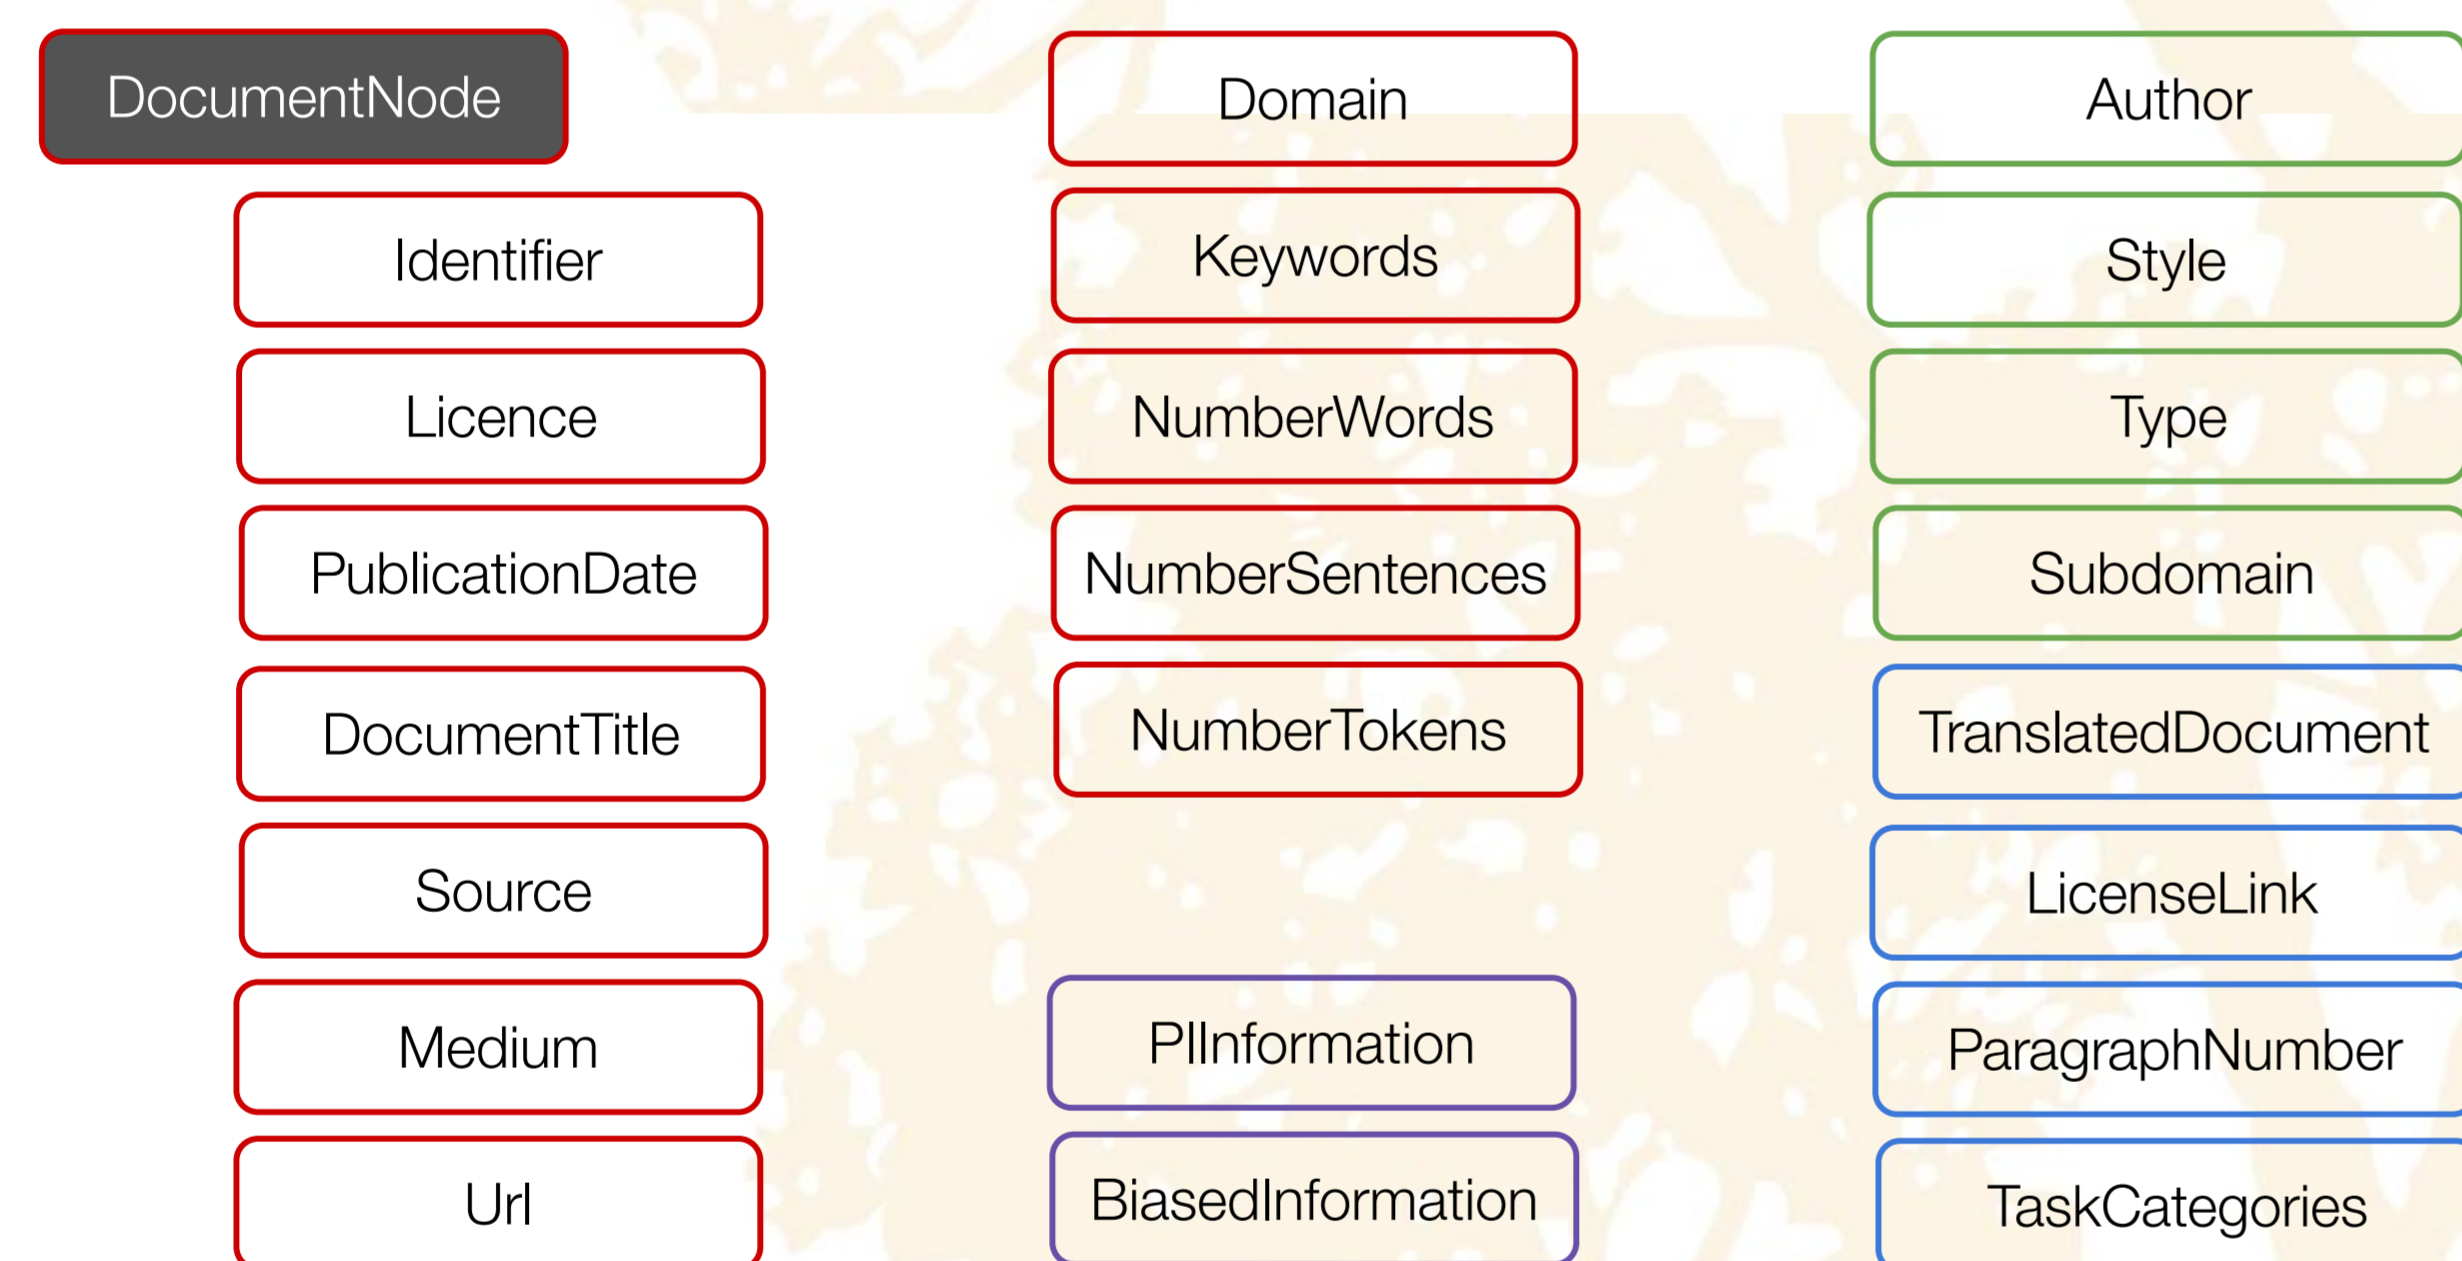 DocumentNode
Identifier
Licence
PublicationDate
DocumentTitle
Source
Medium
Url
Domain
Keywords
NumberWords
NumberSentences
NumberTokens
PIInformation
BiasedInformation
Author
Style
Type
Subdomain
TranslatedDocument
LicenseLink
ParagraphNumber
TaskCategories